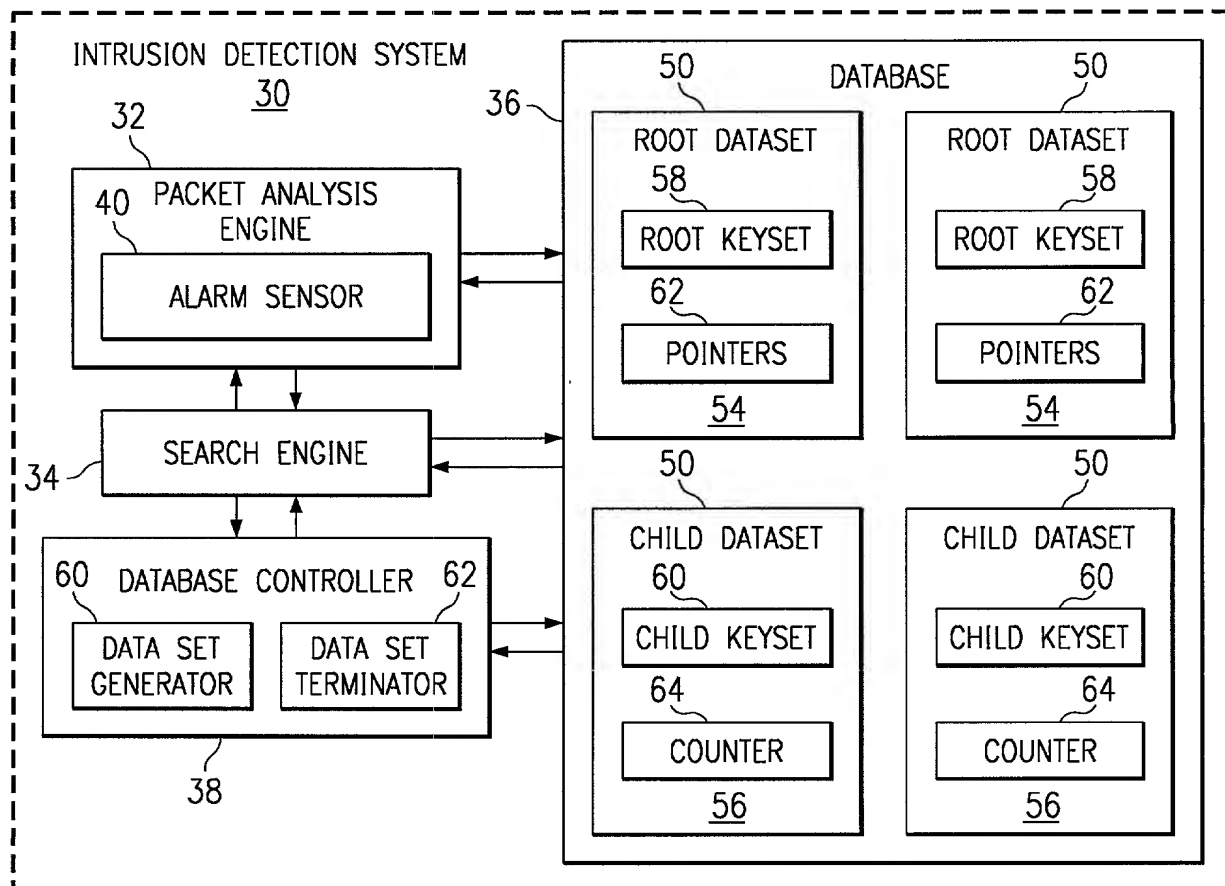 INTRUSION DETECTION SYSTEM
30
32
PACKET ANALYSIS
ENGINE
40
ALARM SENSOR
SEARCH ENGINE
34
DATABASE CONTROLLER
60
DATA SET
GENERATOR
62
DATA SET
TERMINATOR
38
36
DATABASE
50
ROOT DATASET
58
ROOT KEYSET
62
POINTERS
54
50
ROOT DATASET
58
ROOT KEYSET
62
POINTERS
54
50
CHILD DATASET
60
CHILD KEYSET
64
COUNTER
56
50
CHILD DATASET
60
CHILD KEYSET
64
COUNTER
56